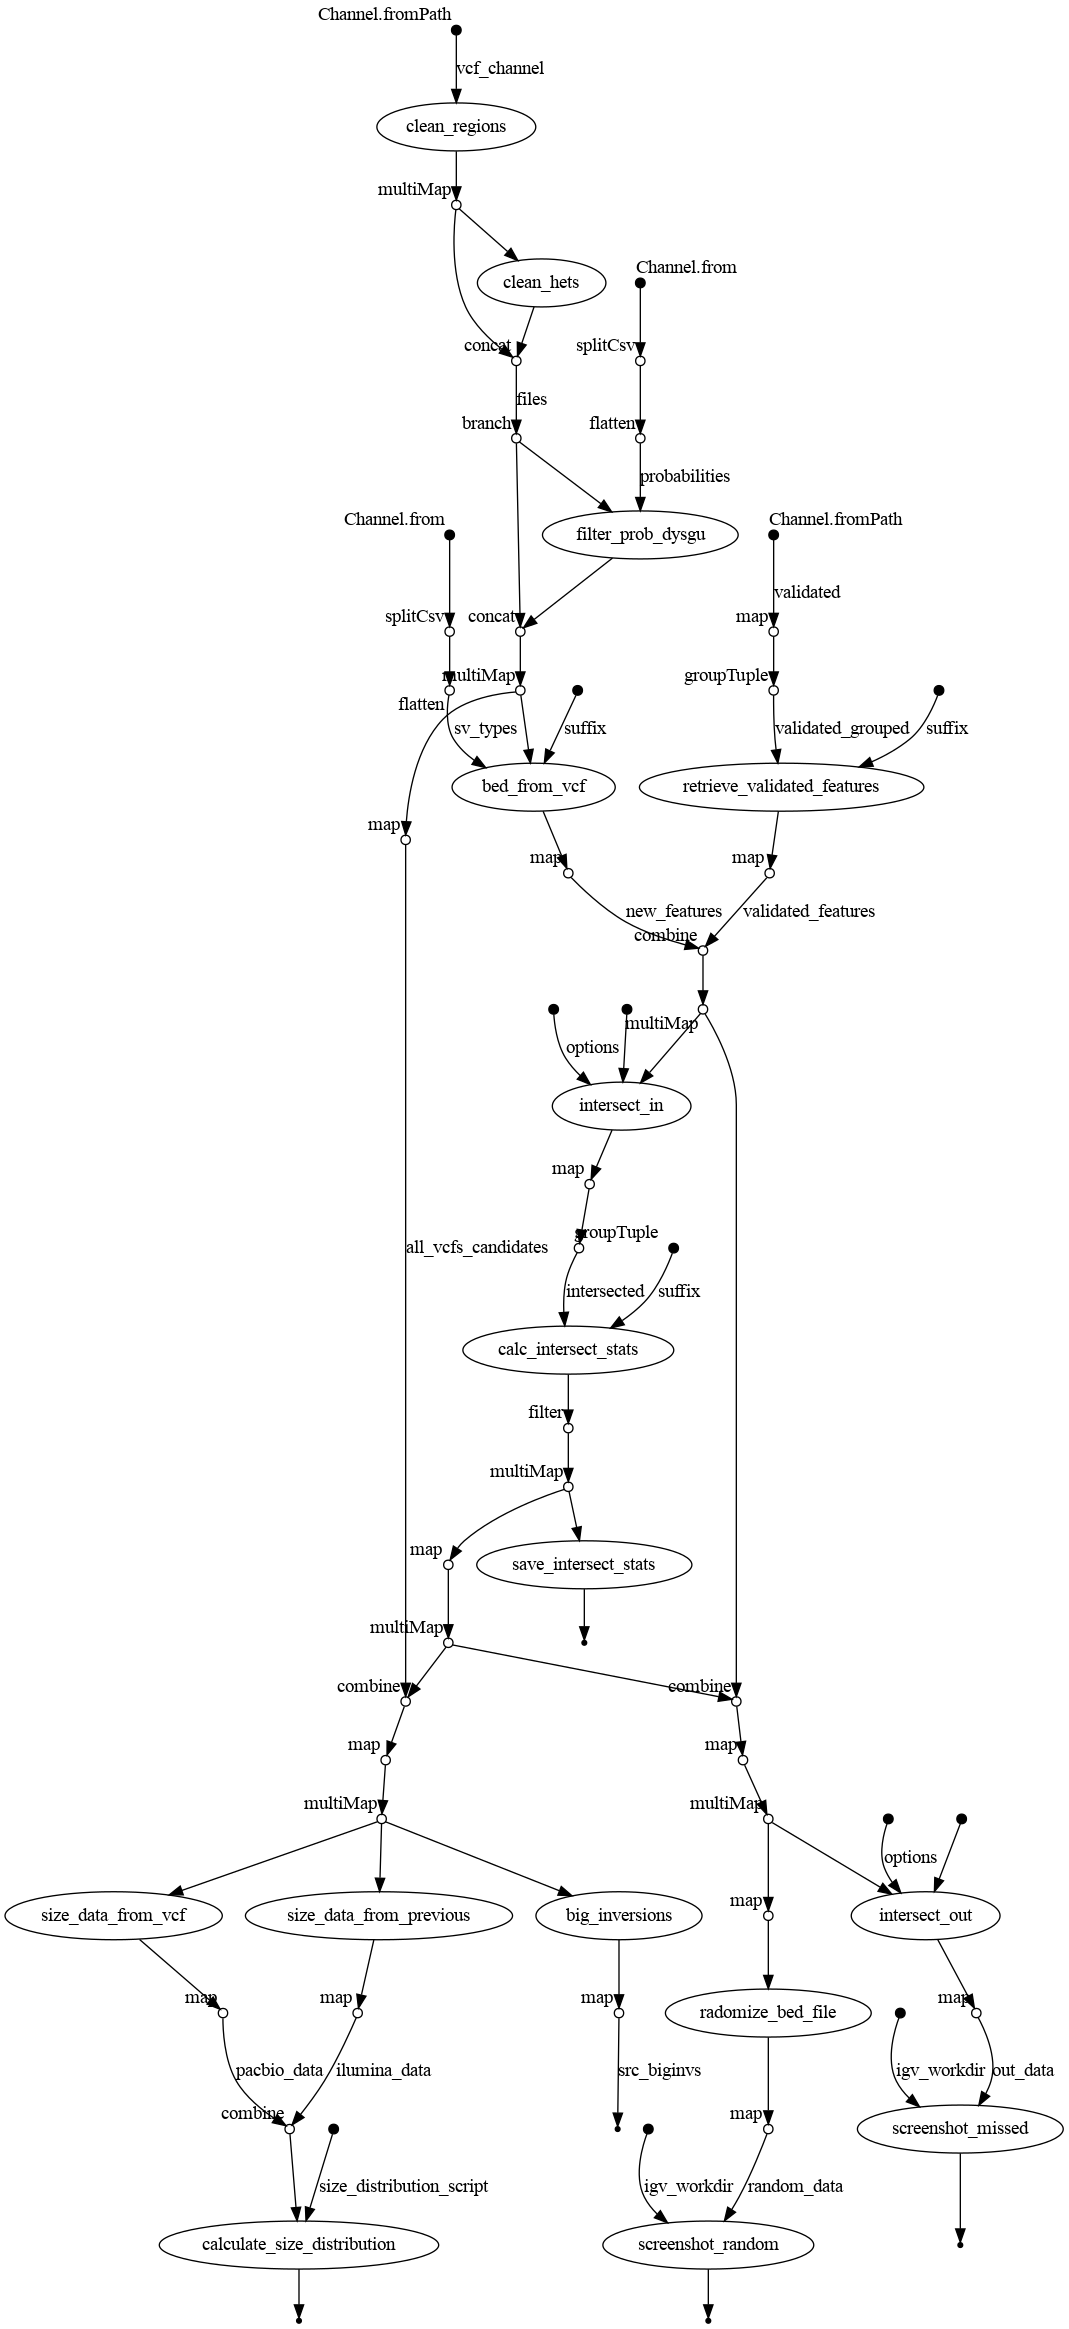 Channel.fromPath
vcf_channel
clean_regions
multiMap
clean_hets
Channel.from
concat
splitCsv
files
branch
flatten
probabilities
Channel.from
filter_prob_dysgu
Channel.fromPath
validated
splitCsv
concat
map
flatten
multiMap
groupTuple
sv_types
suffix
validated_grouped
suffix
bed_from_vcf
retrieve_validated_features
map
map
map
new_features
validated_features
combine
options
multiMap
intersect_in
map
groupTuple
all_vcfs_candidates
intersected
suffix
calc_intersect_stats
filter
multiMap
map
save_intersect_stats
multiMap
combine
combine
map
map
multiMap
multiMap
options
size_data_from_vcf
size_data_from_previous
big_inversions
map
intersect_out
map
map
map
radomize_bed_file
map
pacbio_data
ilumina_data
src_biginvs
igv_workdir
out_data
combine
map
screenshot_missed
size_distribution_script
igv_workdir
random_data
calculate_size_distribution
screenshot_random